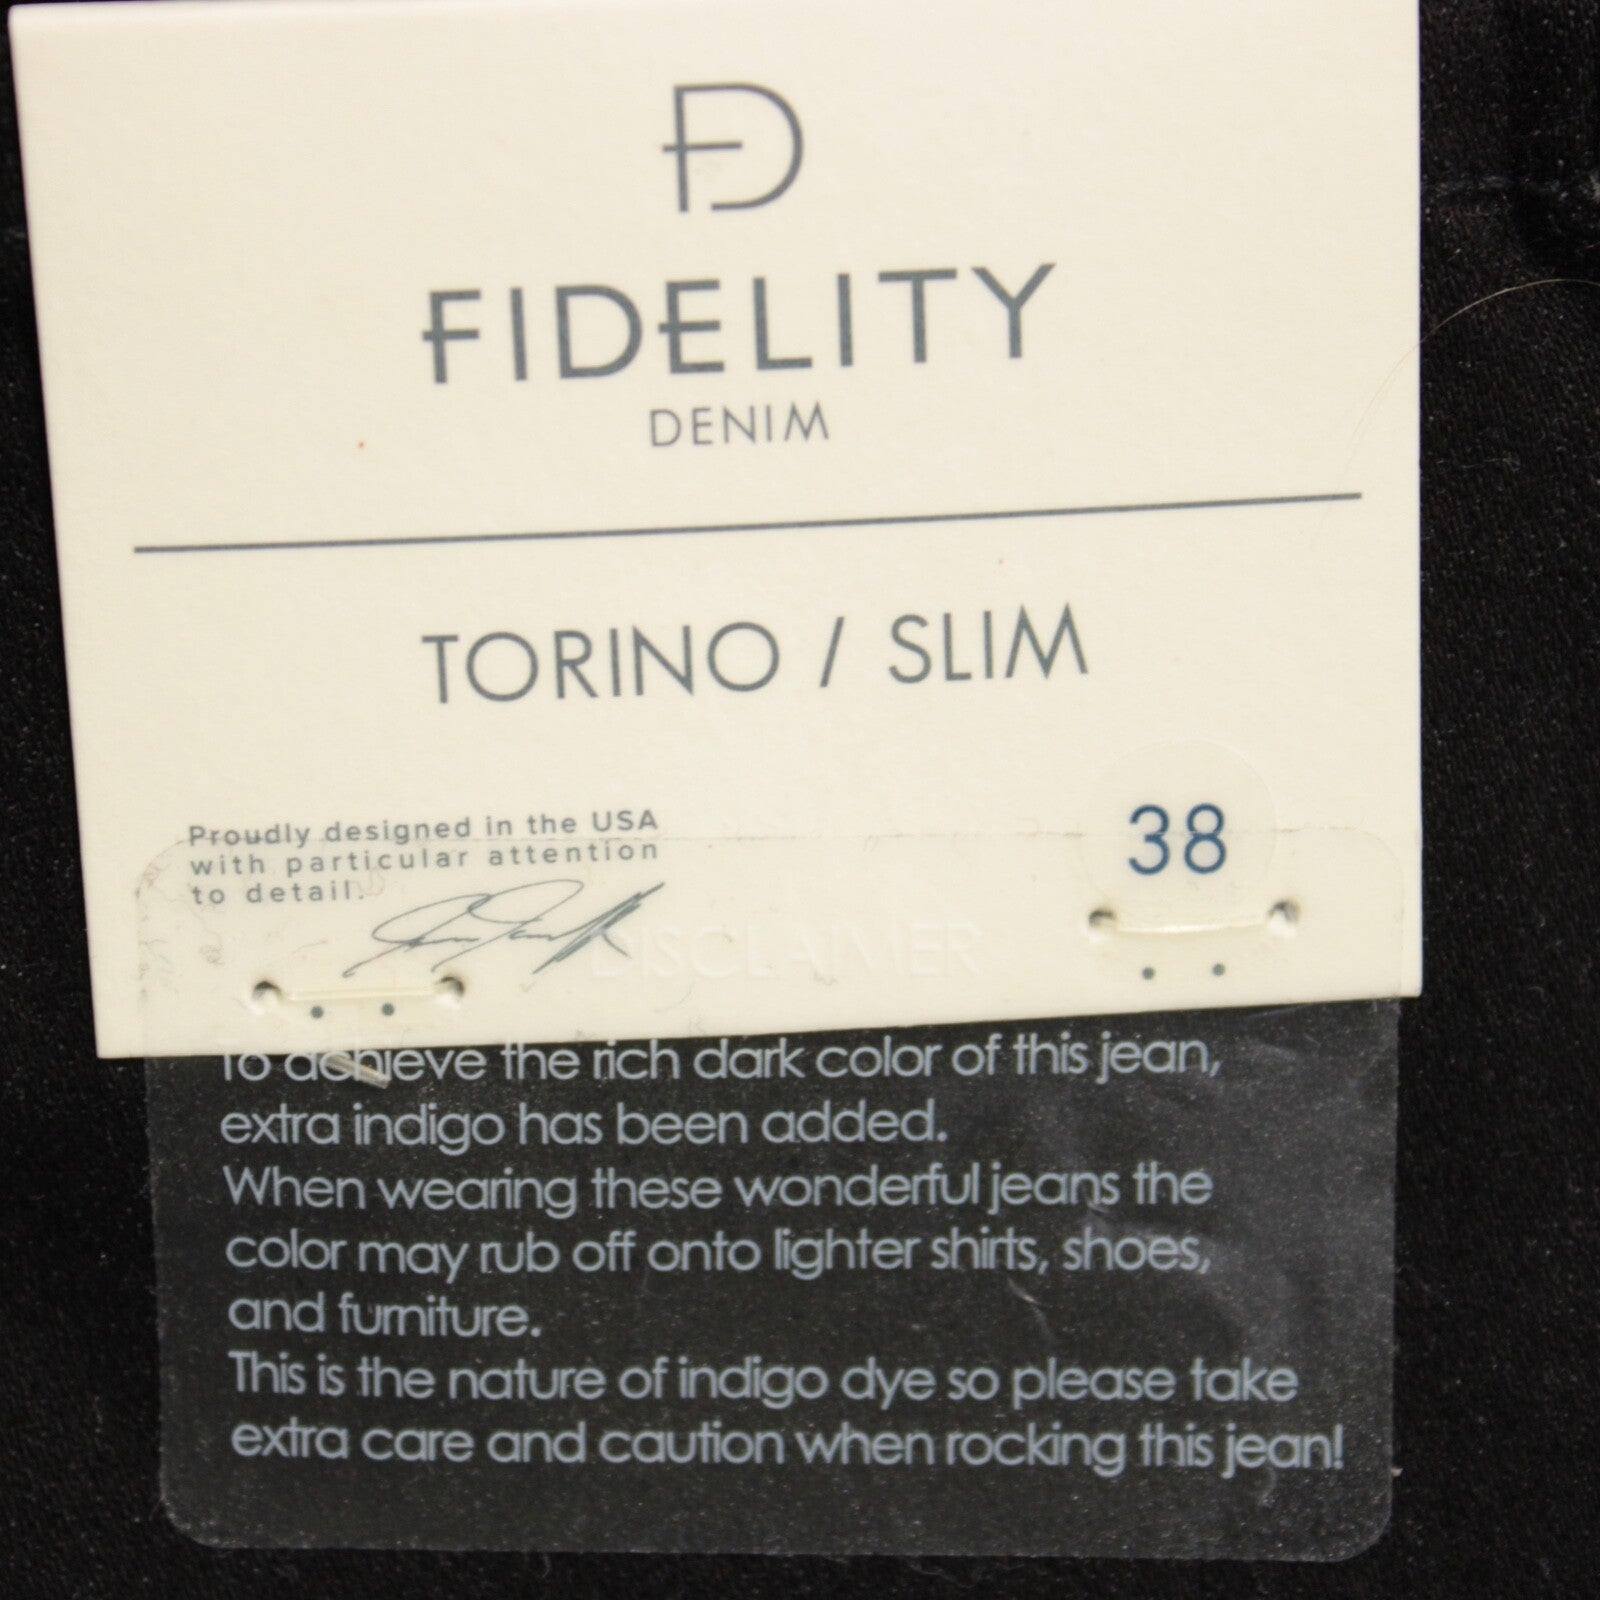 FD
FIDELITY
DENIM
TORINO / SLIM
38
Proudly designed in the USA
with particular attention
to detail.
DISCLAIMER
To achieve the rich dark color of this jean,
extra indigo has been added.
When wearing these wonderful jeans the
color may rub off onto lighter shirts, shoes,
and furniture.
This is the nature of indigo dye so please take
extra care and caution when rocking this jean!